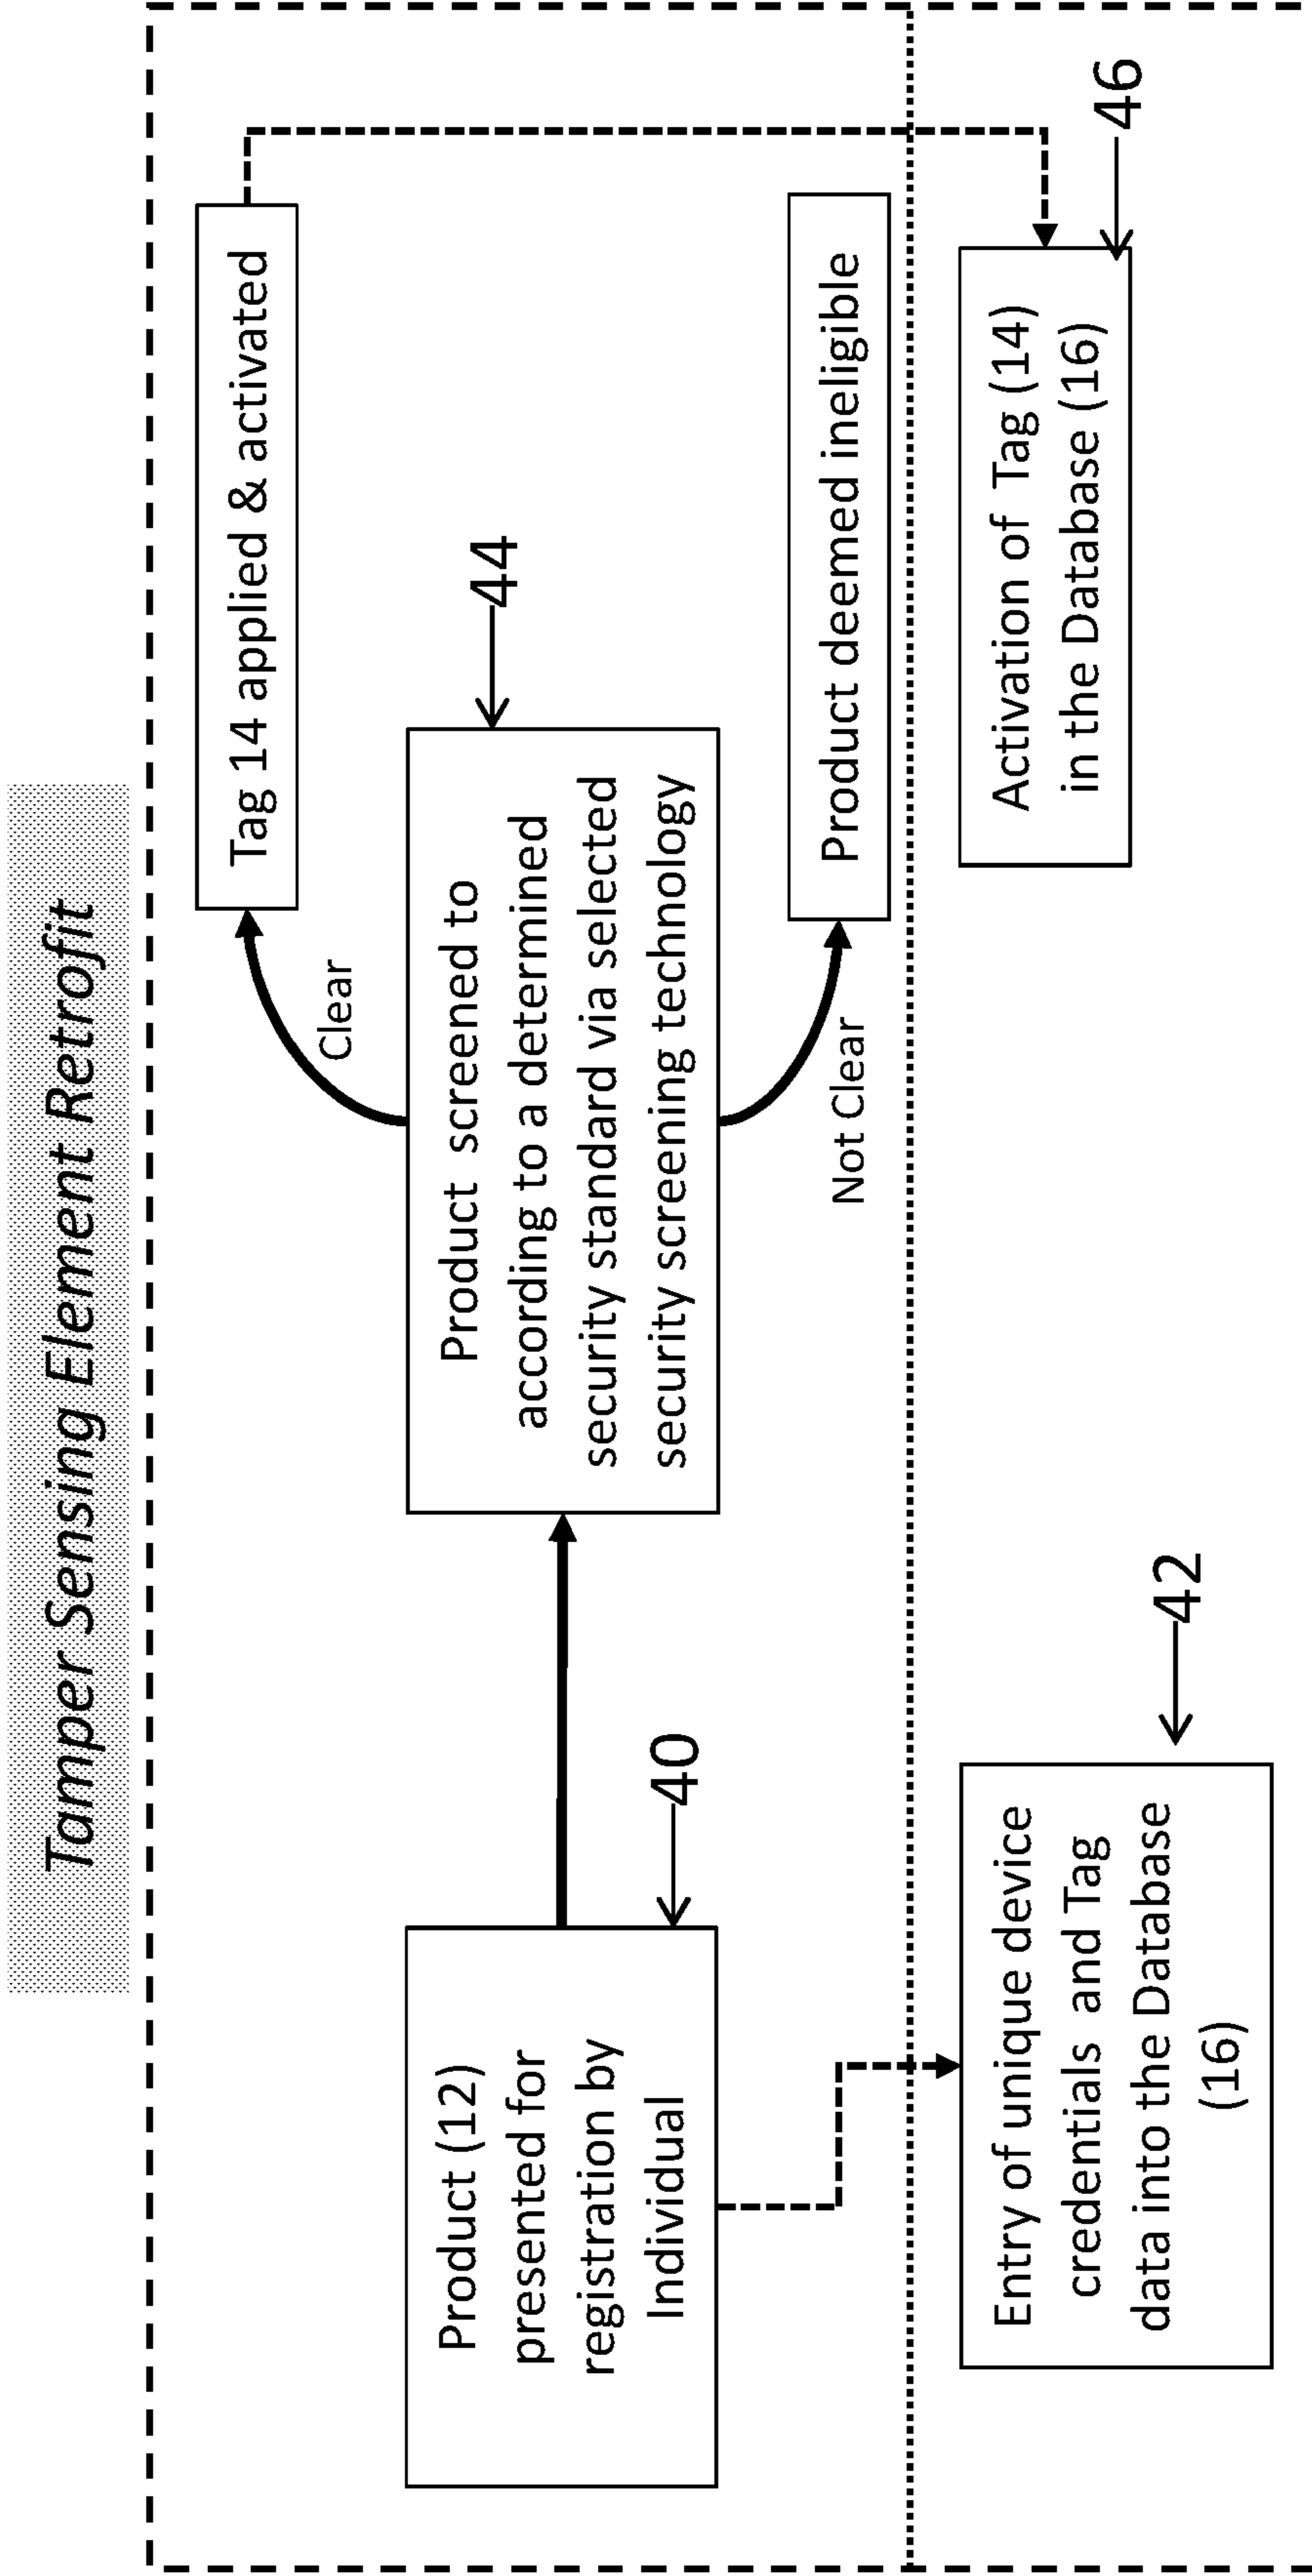 Tamper Sensing Element Retrofit
Product (12)
presented for
registration by
Individual
40
Product screened to
according to a determined
security standard via selected
security screening technology
44
Clear
Tag 14 applied & activated
Not Clear
Product deemed ineligible
Entry of unique device
credentials and Tag
data into the Database
(16)
42
Activation of Tag (14)
in the Database (16)
46